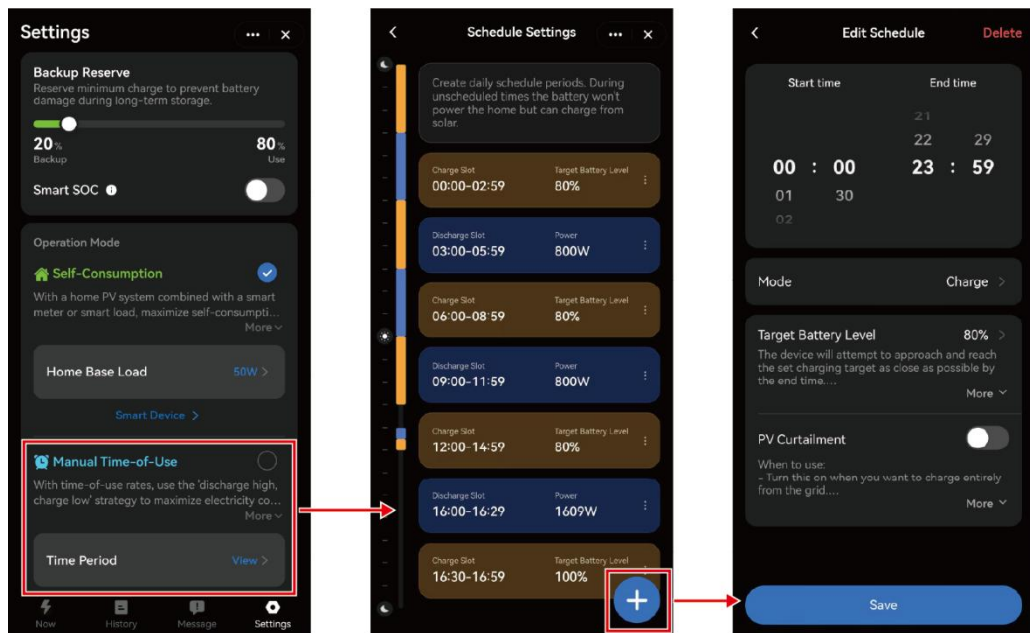 Settings
Backup Reserve
Reserve minimum charge to prevent battery
damage during long-term storage.
20% 80%
Backup Use
Smart SOC
Operation Mode
Self-Consumption
With a home PV system combined with a smart
meter or smart load, maximize self-consumpti...
More
Home Base Load 50W >
Smart Device >
Manual Time-of-Use
With time-of-use rates, use the 'discharge high,
charge low' strategy to maximize electricity co...
More
Time Period View >
Now History Message Settings
Schedule Settings
Create daily schedule periods. During
unscheduled times the battery won't
power the home but can charge from
solar.
Charge Slot Target Battery Level
00:00-02:59 80%
Discharge Slot Power
03:00-05:59 800W
Charge Slot Target Battery Level
06:00-08:59 80%
Discharge Slot Power
09:00-11:59 800W
Charge Slot Target Battery Level
12:00-14:59 80%
Discharge Slot Power
16:00-16:29 1609W
Charge Slot Target Battery Level
16:30-16:59 100%
Edit Schedule Delete
Start time End time
21
22 29
00 : 00 23 : 59
01 30
02
Mode Charge >
Target Battery Level 80% >
The device will attempt to approach and reach
the set charging target as close as possible by
the end time....
More
PV Curtailment
When to use:
- Turn this on when you want to charge entirely
from the grid....
More
Save